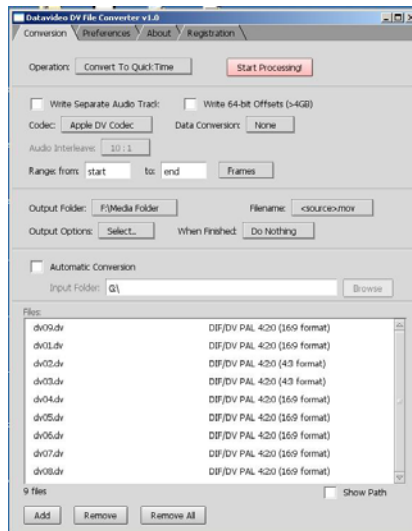 Datavideo DV File Converter v1.0
Conversion Preferences About Registration
Operation: Convert To QuickTime Start Processing!
Write Separate Audio Track Write 64-bit Offsets (>4GB)
Codec: Apple DV Codec Data Conversion: None
Audio Interleave: 10 : 1
Range: from: start to: end Frames
Output Folder: F:\Media Folder Filename: <source>.mov
Output Options: Select... When Finished: Do Nothing
Automatic Conversion
Input Folder: G:\ Browse
Files:
dv09.dv DIF/DV PAL 4:2:0 (16:9 format)
dv01.dv DIF/DV PAL 4:2:0 (16:9 format)
dv02.dv DIF/DV PAL 4:2:0 (4:3 format)
dv03.dv DIF/DV PAL 4:2:0 (4:3 format)
dv04.dv DIF/DV PAL 4:2:0 (16:9 format)
dv05.dv DIF/DV PAL 4:2:0 (16:9 format)
dv06.dv DIF/DV PAL 4:2:0 (16:9 format)
dv07.dv DIF/DV PAL 4:2:0 (16:9 format)
dv08.dv DIF/DV PAL 4:2:0 (16:9 format)
9 files Show Path
Add Remove Remove All